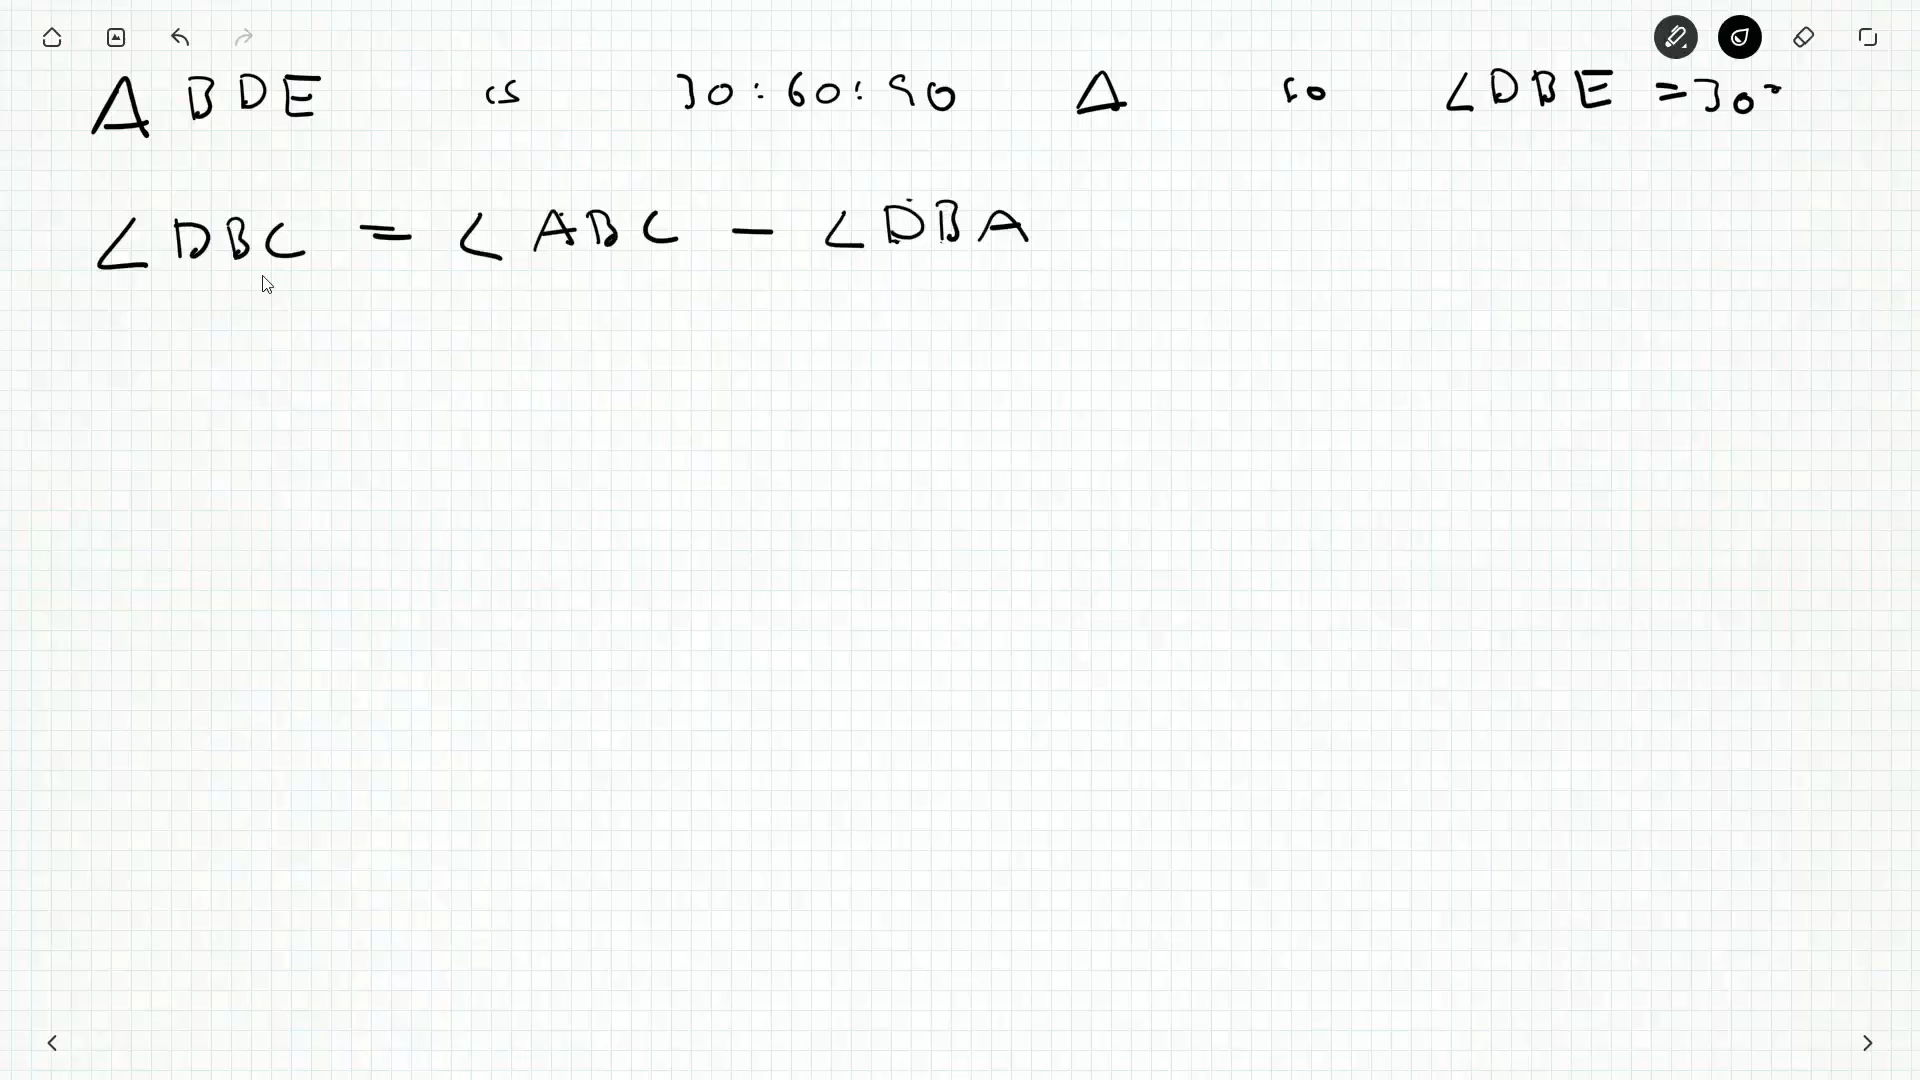 Δ BDE is 30:60:90 Δ so ∠DBE = 30°
∠DBC = ∠ABC - ∠DBA